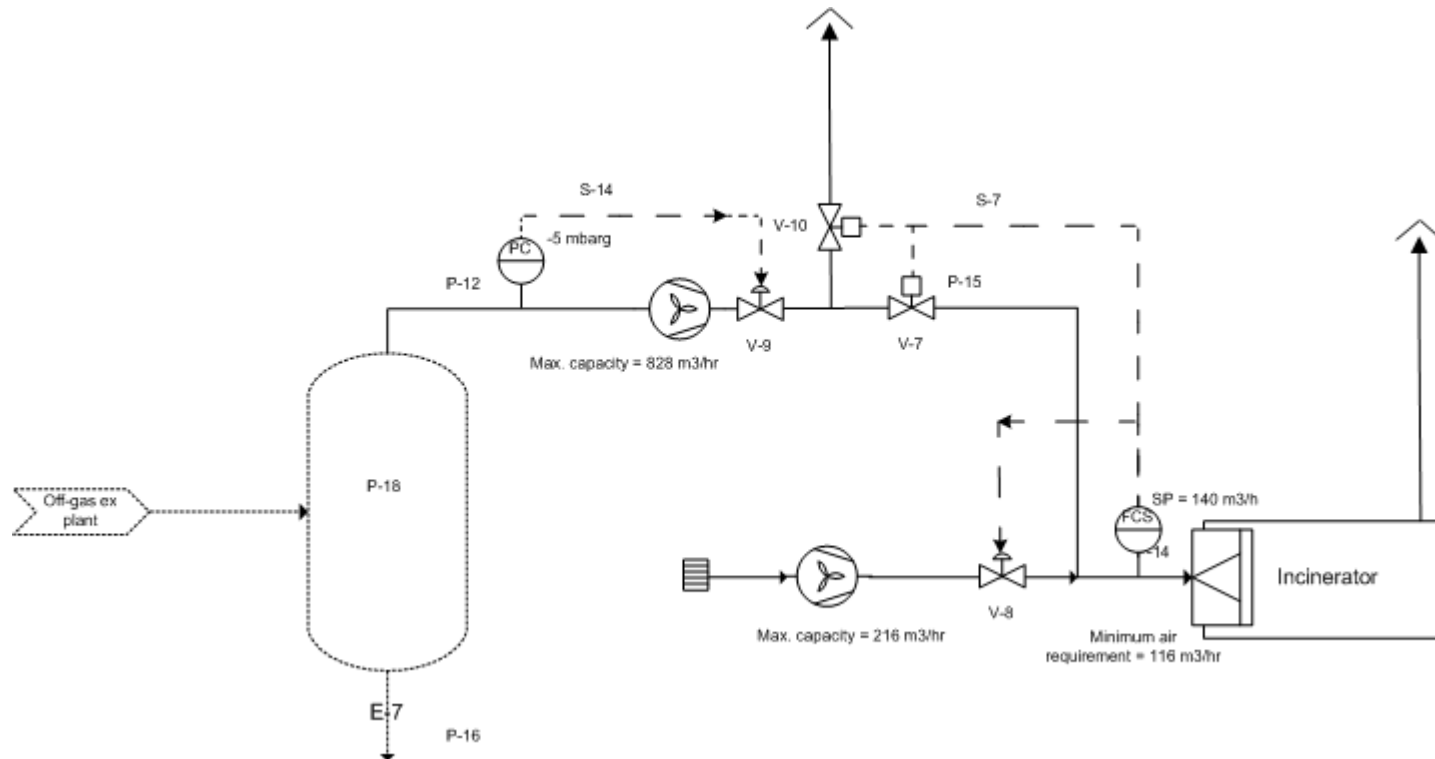 S-14
S-7
V-10
PC
-5 mbarg
P-12
P-15
V-9
V-7
Max. capacity = 828 m3/hr
P-18
Off-gas ex
plant
SiP = 140 m3/h
FCS
-14
Incinerator
V-8
Max. capacity = 216 m3/hr
Minimum air
requirement = 116 m3/hr
E-7
P-16